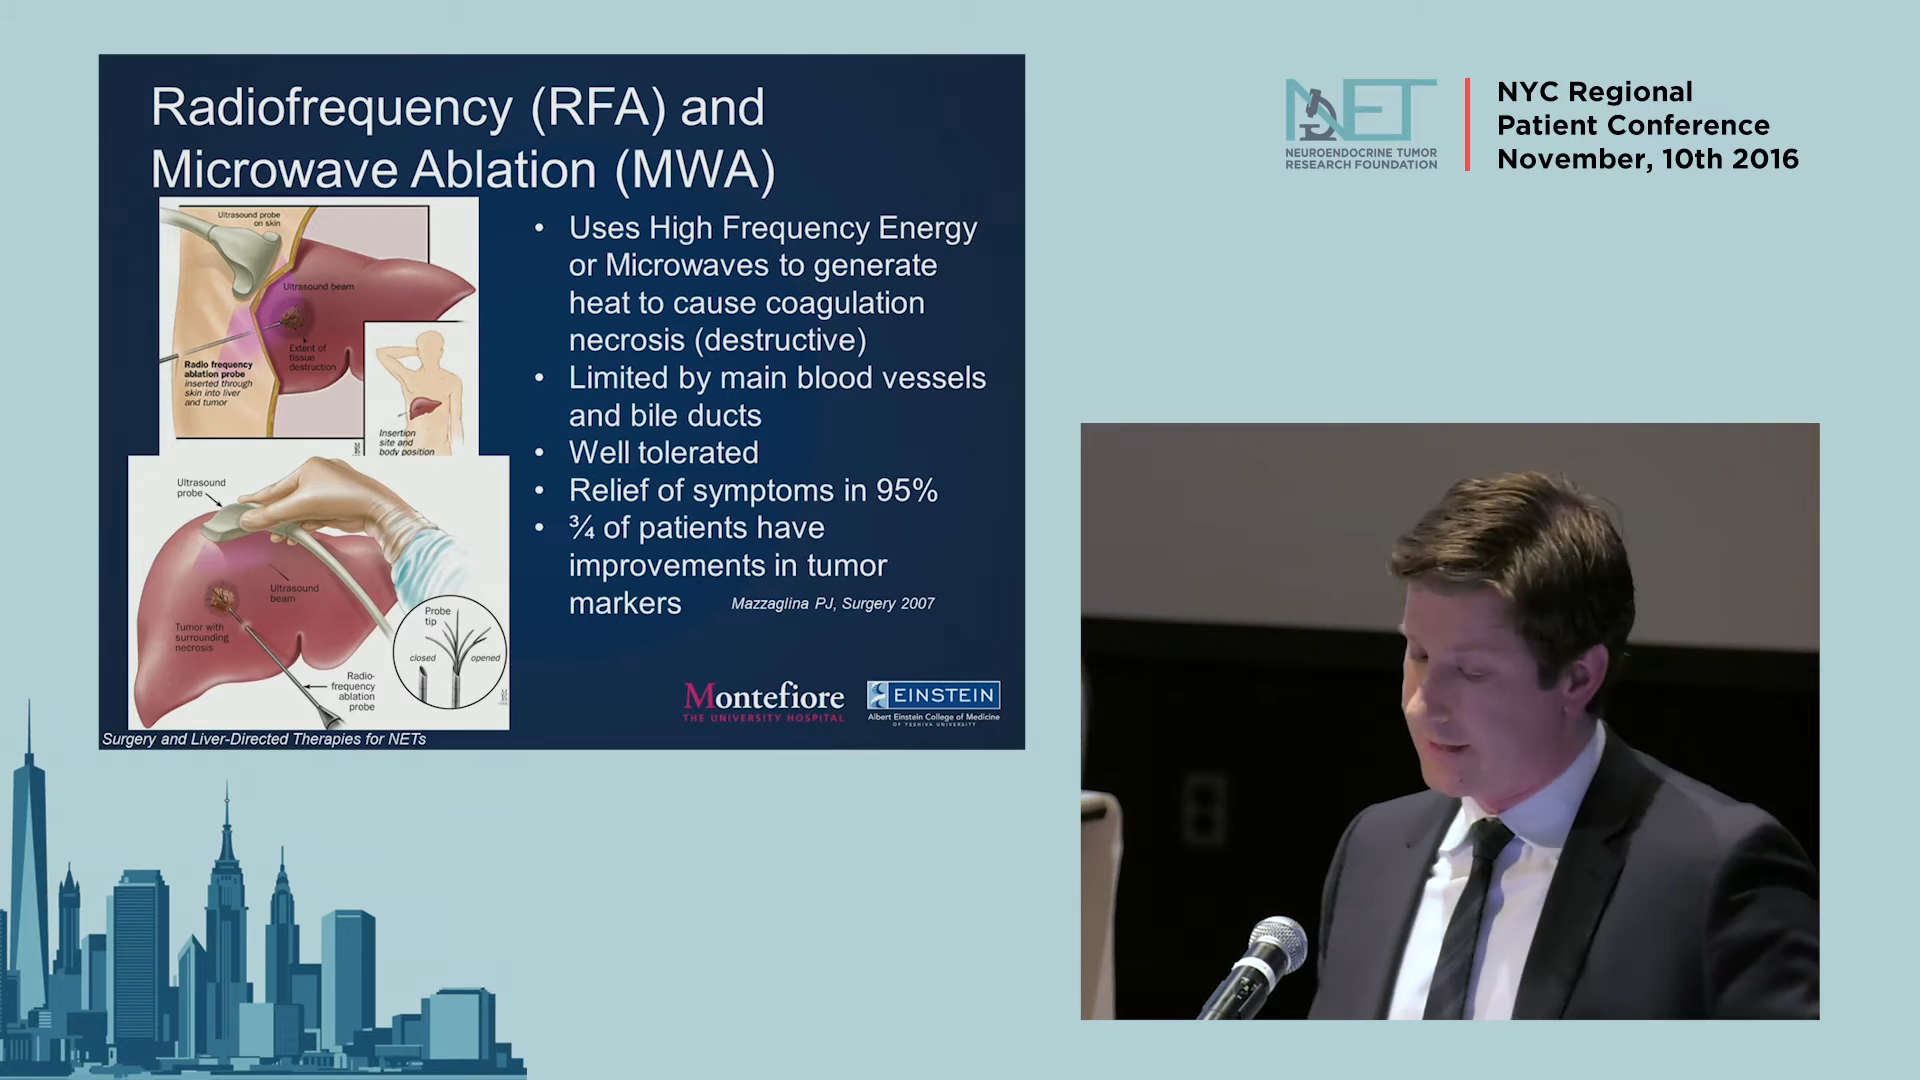 Radiofrequency (RFA) and
Microwave Ablation (MWA)
Ultrasound probe
on skin
Ultrasound beam
Extent of
tissue
destruction
Radio frequency
ablation probe
inserted through
skin into liver
and tumor
Insertion
site and
body position
Ultrasound
probe
Ultrasound
beam
Tumor with
surrounding
necrosis
Probe
tip
closed
opened
Radio-
frequency
ablation
probe
• Uses High Frequency Energy
or Microwaves to generate
heat to cause coagulation
necrosis (destructive)
• Limited by main blood vessels
and bile ducts
• Well tolerated
• Relief of symptoms in 95%
• ¾ of patients have
improvements in tumor
markers
Mazzaglina PJ, Surgery 2007
Montefiore
THE UNIVERSITY HOSPITAL
EINSTEIN
Albert Einstein College of Medicine
OF YESHIVA UNIVERSITY
Surgery and Liver-Directed Therapies for NETs
NET
NEUROENDOCRINE TUMOR
RESEARCH FOUNDATION
NYC Regional
Patient Conference
November, 10th 2016